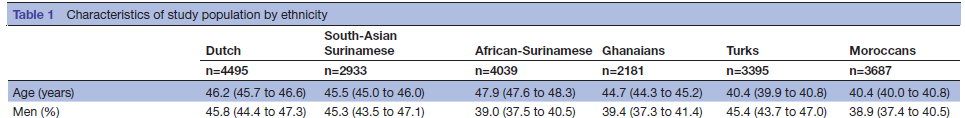 Table 1 Characteristics of study population by ethnicity
Dutch South-Asian Surinamese African-Surinamese Ghanaians Turks Moroccans
n=4495 n=2933 n=4039 n=2181 n=3395 n=3687
Age (years) 46.2 (45.7 to 46.6) 45.5 (45.0 to 46.0) 47.9 (47.6 to 48.3) 44.7 (44.3 to 45.2) 40.4 (39.9 to 40.8) 40.4 (40.0 to 40.8)
Men (%) 45.8 (44.4 to 47.3) 45.3 (43.5 to 47.1) 39.0 (37.5 to 40.5) 39.4 (37.3 to 41.4) 45.4 (43.7 to 47.0) 38.9 (37.4 to 40.5)